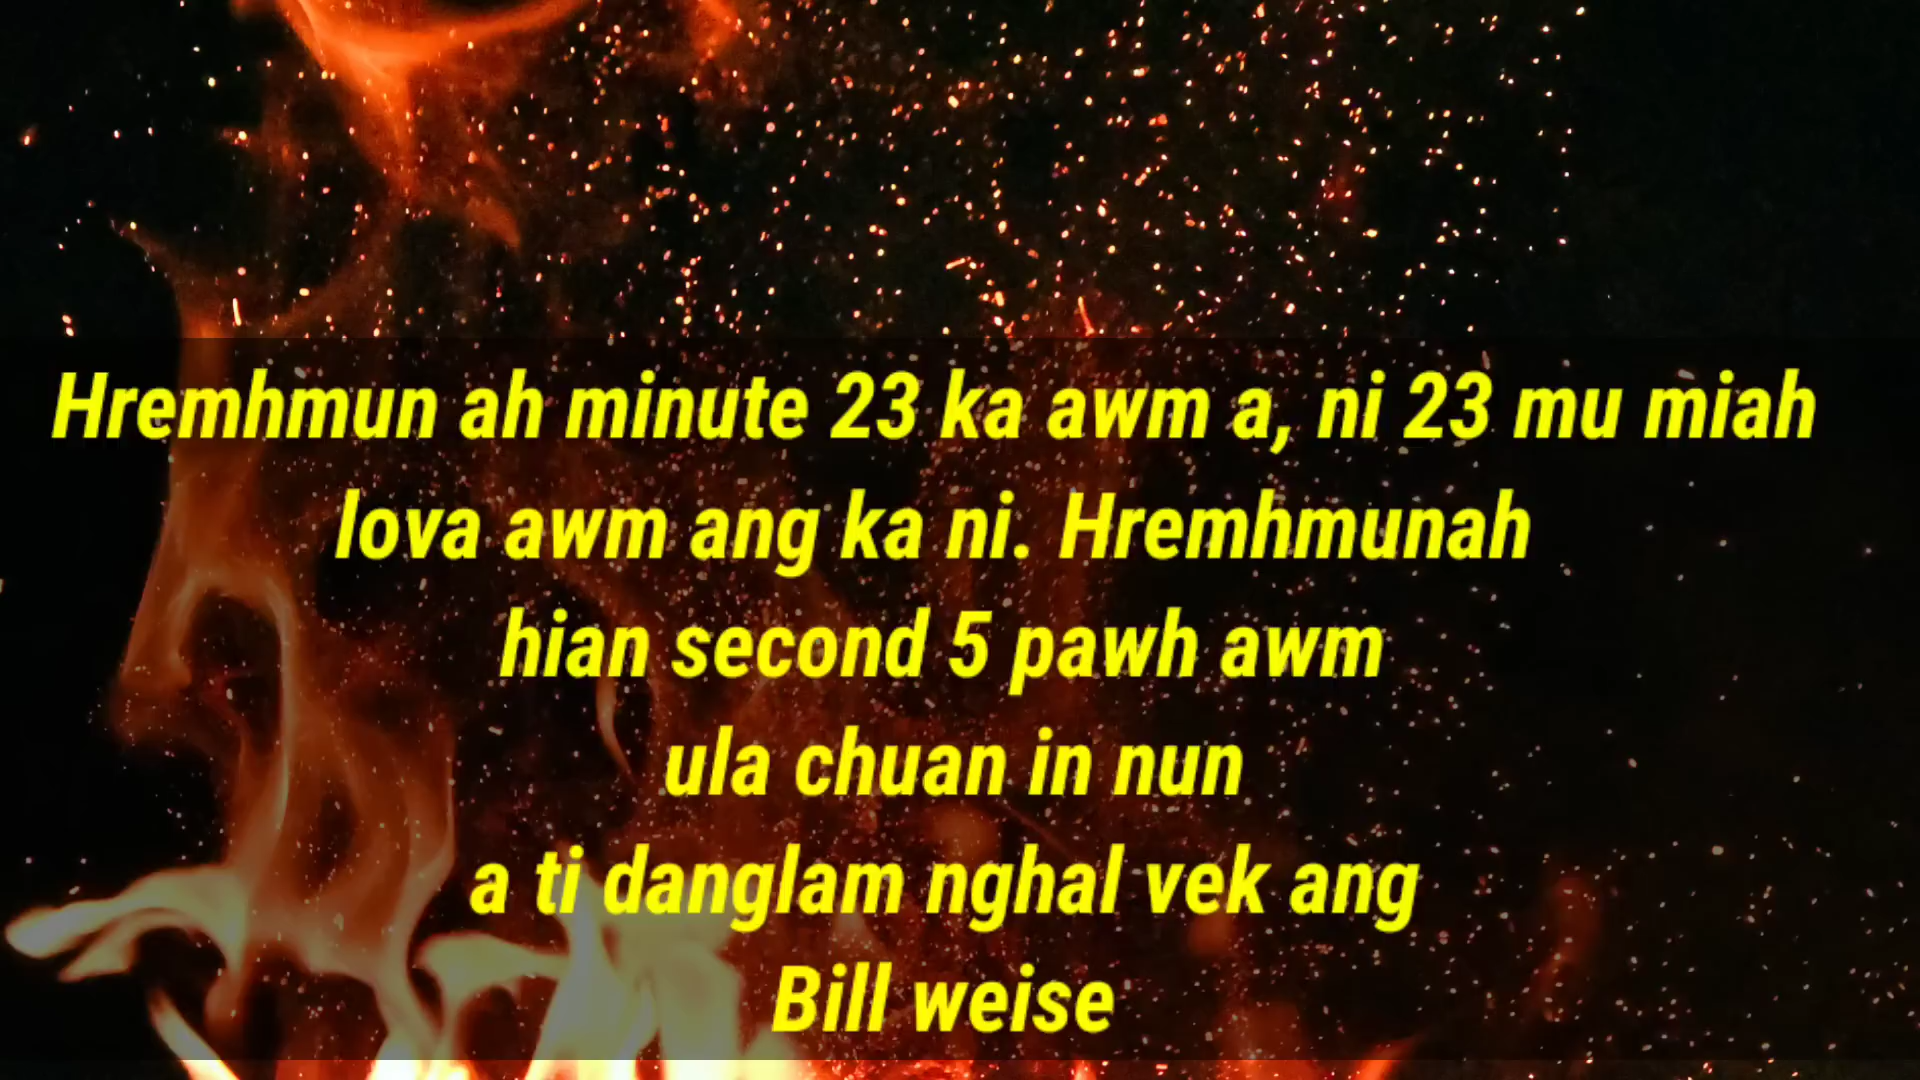 Hremhmun ah minute 23 ka awm a, ni 23 mu miah
lova awm ang ka ni. Hremhmunah
hian second 5 pawh awm
ula chuan in nun
a ti danglam nghal vek ang
Bill weise